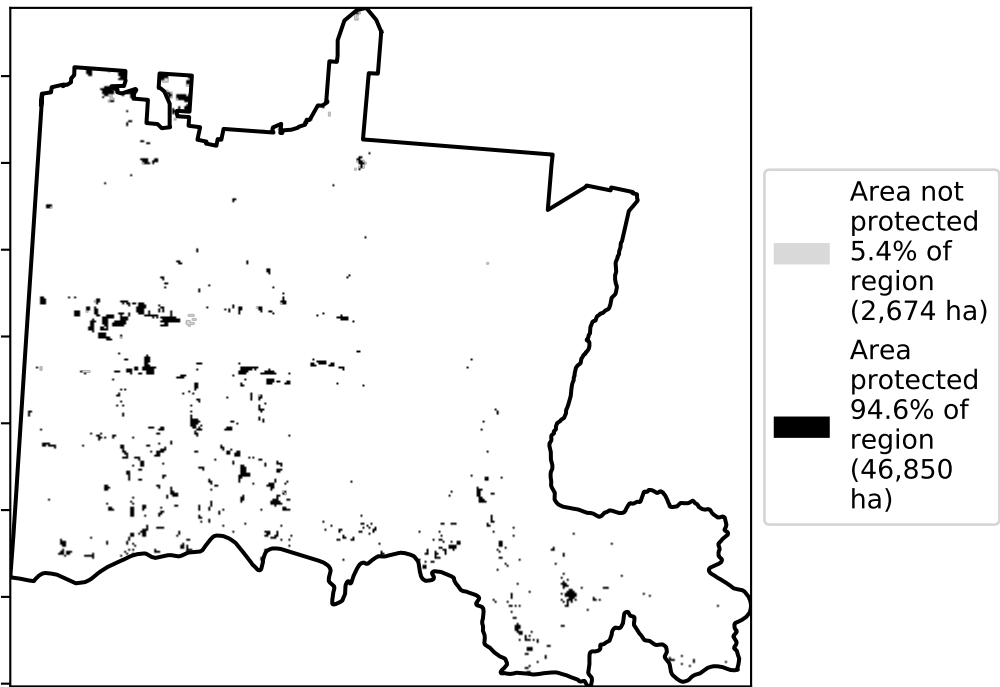 Area not
protected
5.4% of
region
(2,674 ha)
Area
protected
94.6% of
region
(46,850
ha)